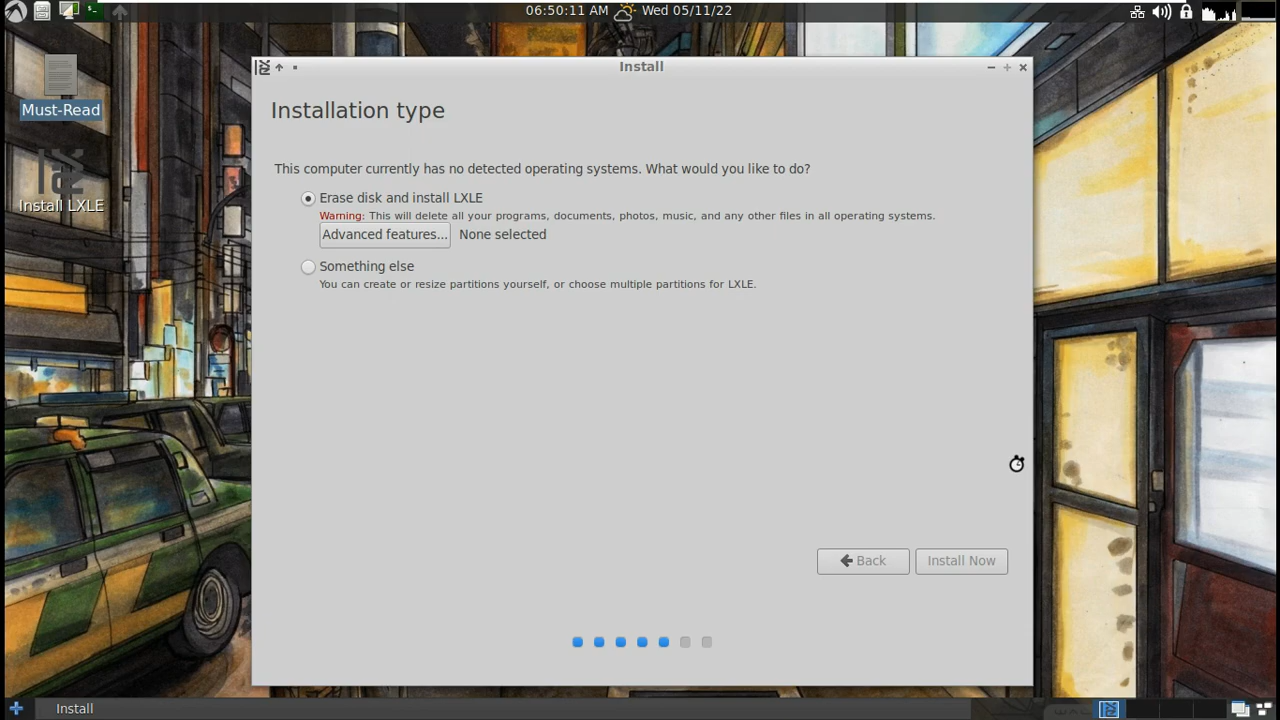 06:50:11 AM Wed 05/11/22
Install
Must-Read
Install LXLE
Installation type
This computer currently has no detected operating systems. What would you like to do?
Erase disk and install LXLE
Warning: This will delete all your programs, documents, photos, music, and any other files in all operating systems.
Advanced features... None selected
Something else
You can create or resize partitions yourself, or choose multiple partitions for LXLE.
Back Install Now
Install